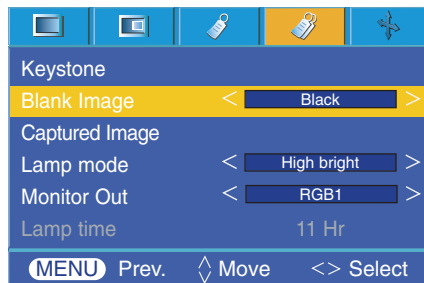 Keystone
Blank Image < Black >
Captured Image
Lamp mode < High bright >
Monitor Out < RGB1 >
Lamp time 11 Hr
MENU Prev. Move <> Select